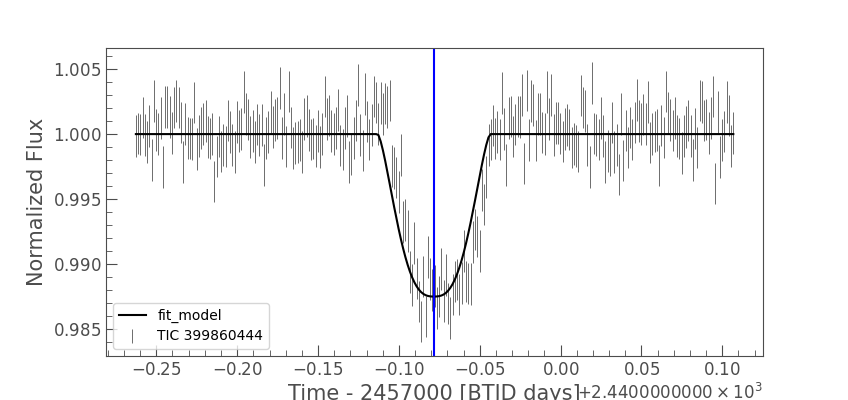 1.005
1.000
0.995
0.990
0.985
Normalized Flux
fit_model
TIC 399860444
−0.25 −0.20 −0.15 −0.10 −0.05 0.00 0.05 0.10
Time - 2457000 [BTJD days]
+2.4400000000 × 10³